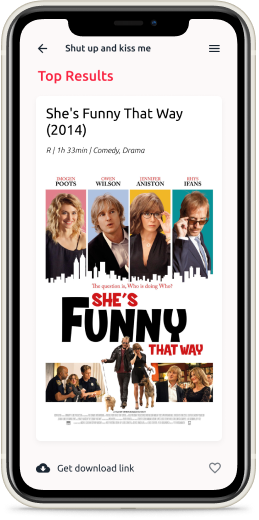 Shut up and kiss me
Top Results
She's Funny That Way
(2014)
R | 1h 33min | Comedy, Drama
IMOGEN OWEN JENNIFER RHYS
POOTS WILSON ANISTON IFANS
The question is, Who is doing Who?
SHE'S
FUNNY
THAT WAY
Get download link